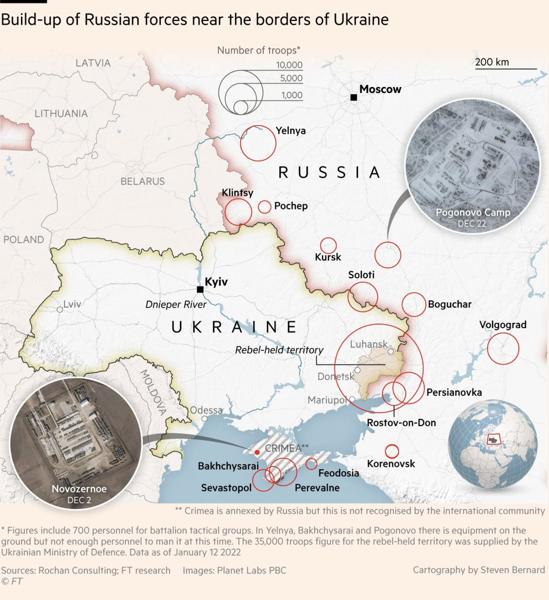 Build-up of Russian forces near the borders of Ukraine
Number of troops*
10,000
5,000
1,000
200 km
LATVIA
Moscow
LITHUANIA
Yelnya
RUSSIA
BELARUS
Klintsy
Pochep
Pogonovo Camp
DEC 22
POLAND
Kursk
Soloti
Kyiv
Lviv
Dnieper River
Boguchar
UKRAINE
Volgograd
Luhansk
Rebel-held territory
Donetsk
MOLDOVA
Mariupol
Persianovka
Odessa
Rostov-on-Don
CRIMEA**
Bakhchysarai
Korenovsk
Feodosia
Novozernoe
DEC 2
Sevastopol
Perevalne
** Crimea is annexed by Russia but this is not recognised by the international community
* Figures include 700 personnel for battalion tactical groups. In Yelnya, Bakhchysarai and Pogonovo there is equipment on the
ground but not enough personnel to man it at this time. The 35,000 troops figure for the rebel-held territory was supplied by the
Ukrainian Ministry of Defence. Data as of January 12 2022
Sources: Rochan Consulting; FT research Images: Planet Labs PBC
Cartography by Steven Bernard
© FT